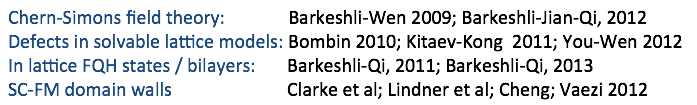 Chern-Simons field theory: Barkeshli-Wen 2009; Barkeshli-Jian-Qi, 2012
Defects in solvable lattice models: Bombin 2010; Kitaev-Kong 2011; You-Wen 2012
In lattice FQH states / bilayers: Barkeshli-Qi, 2011; Barkeshli-Qi, 2013
SC-FM domain walls Clarke et al; Lindner et al; Cheng; Vaezi 2012